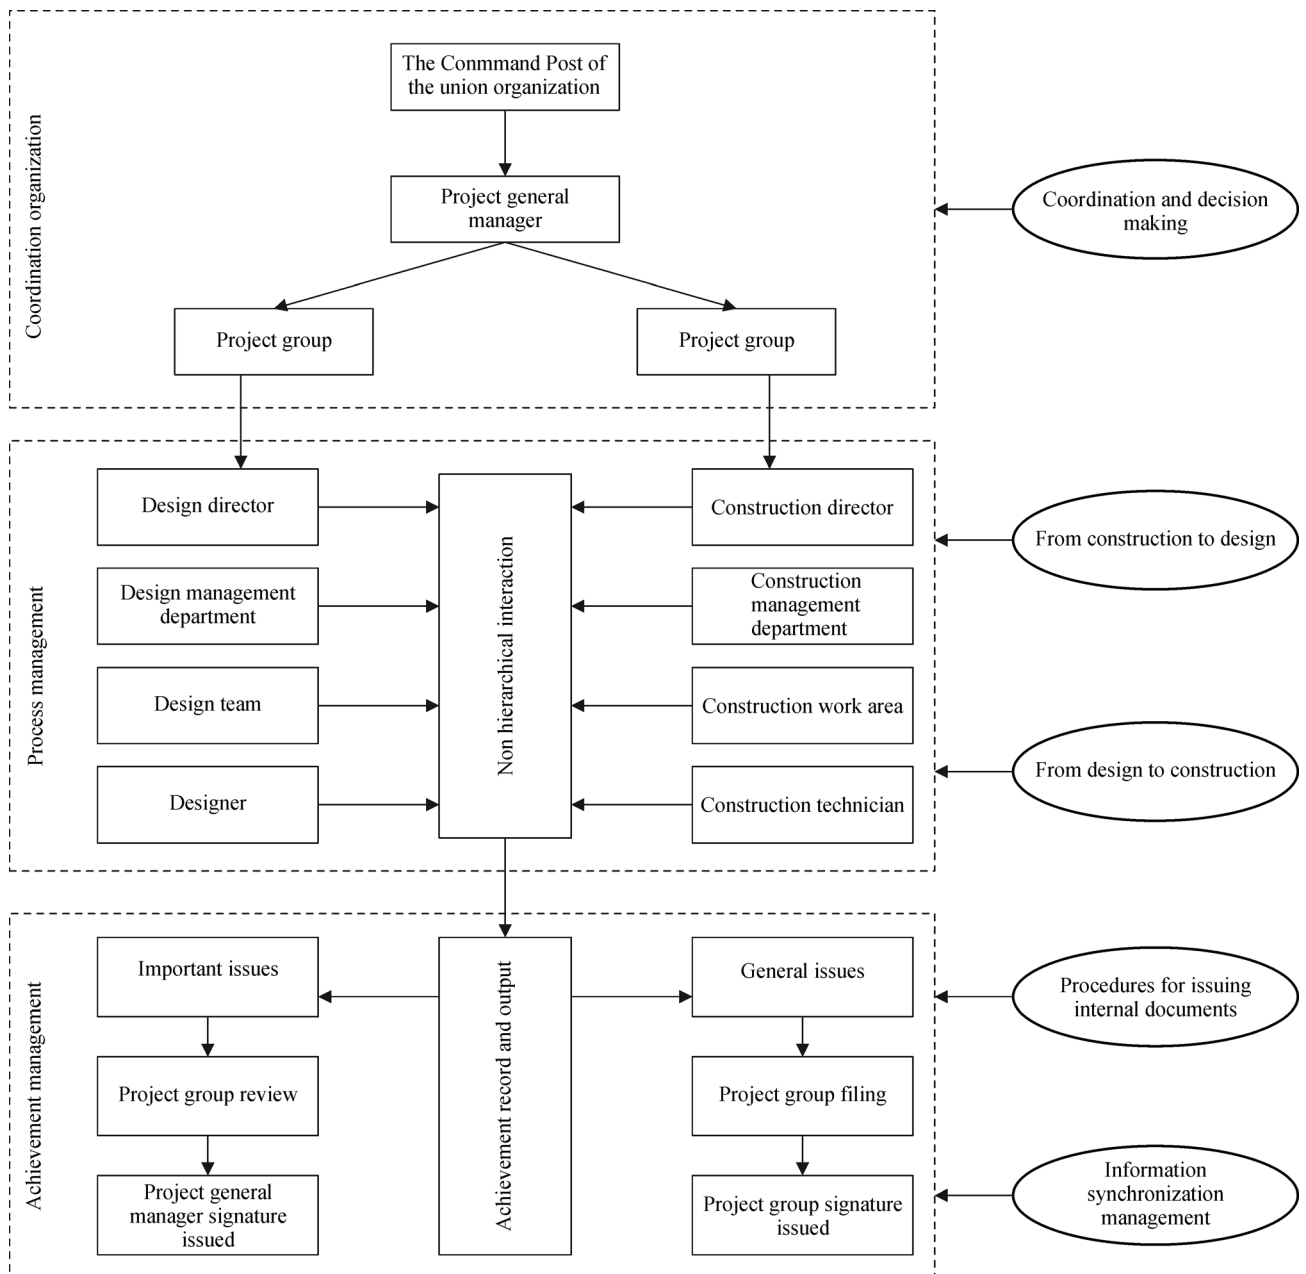 The Conmmand Post of
the union organization
Coordination organization
Project general
manager
Coordination and decision
making
Project group
Project group
Process management
Design director
Non hierarchical interaction
Construction director
From construction to design
Design management
department
Construction
management
department
Design team
Construction work area
From design to construction
Designer
Construction technician
Achievement management
Important issues
Achievement record and output
General issues
Procedures for issuing
internal documents
Project group review
Project group filing
Project general
manager signature
issued
Project group signature
issued
Information
synchronization
management